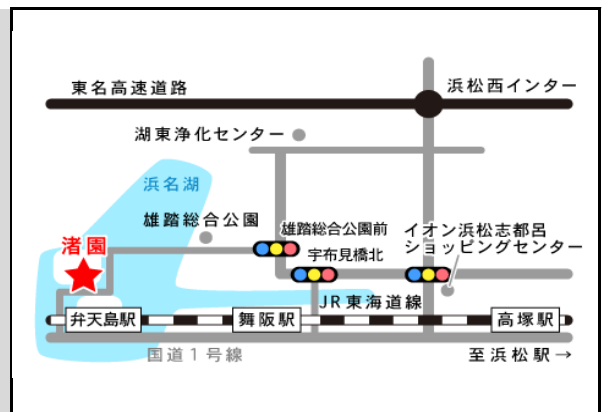 東名高速道路
浜松西インター
湖東浄化センター
浜名湖
雄踏総合公園
雄踏総合公園前
イオン浜松志都呂
ショッピングセンター
渚園
宇布見橋北
JR東海道線
弁天島駅
舞阪駅
高塚駅
国道1号線
至浜松駅→